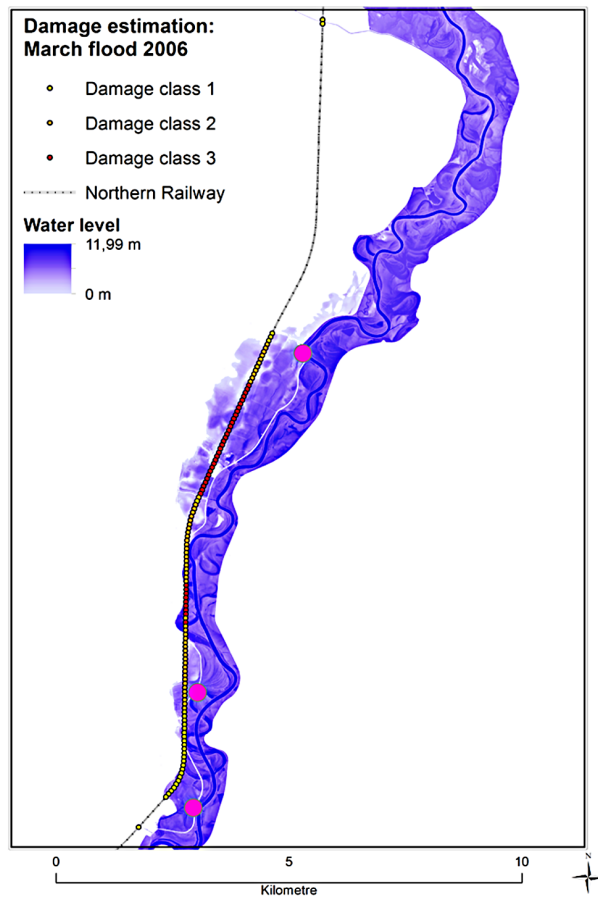 Damage estimation:
March flood 2006
Damage class 1
Damage class 2
Damage class 3
Northern Railway
Water level
11,99 m
0 m
0 5 10
Kilometre
N